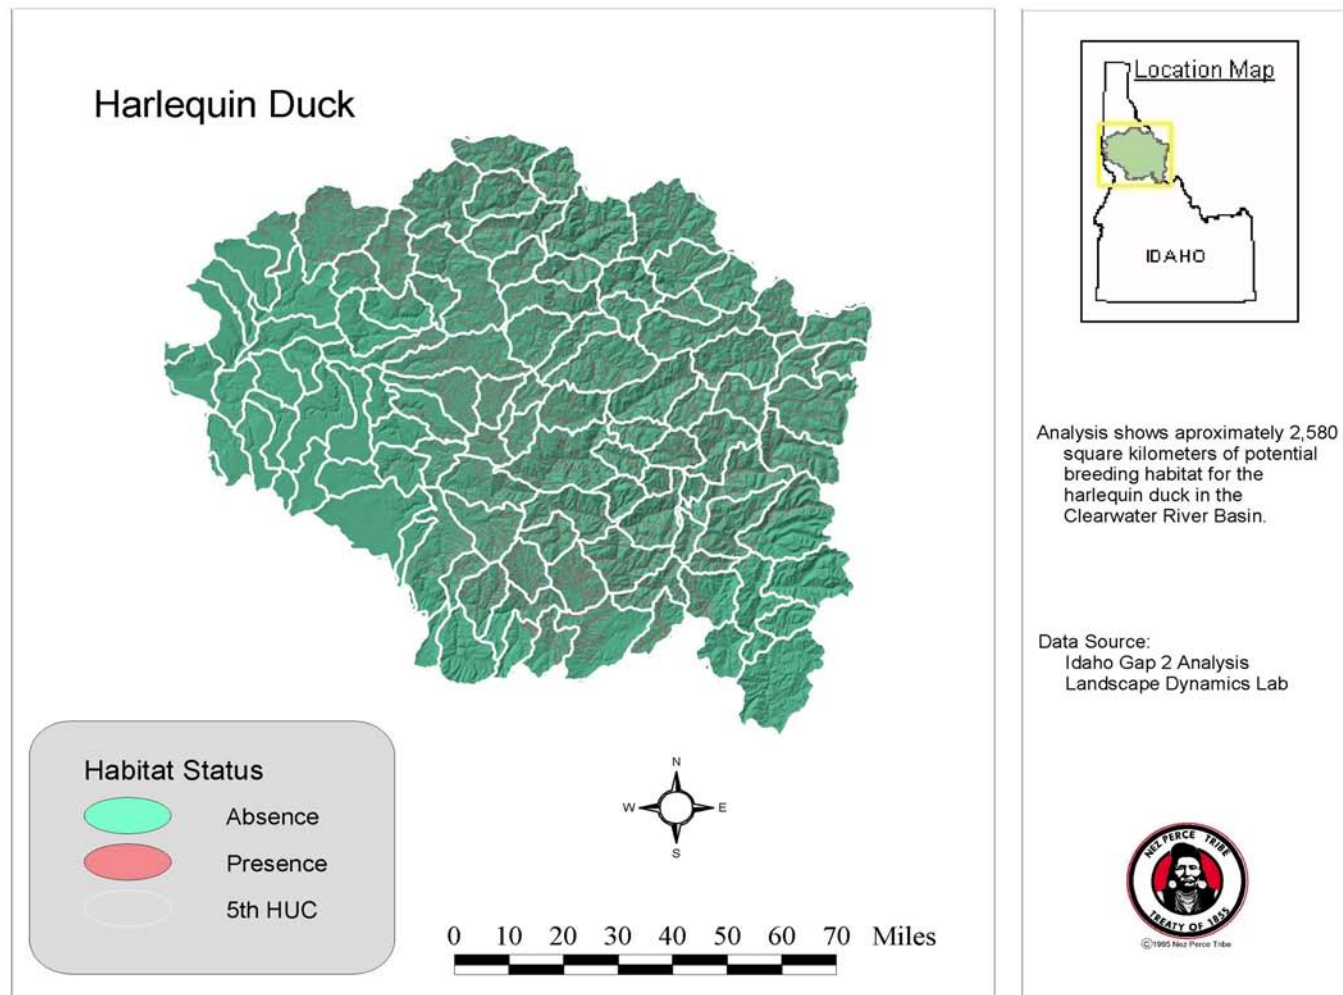 Harlequin Duck
Location Map
IDAHO
Analysis shows aproximately 2,580
square kilometers of potential
breeding habitat for the
harlequin duck in the
Clearwater River Basin.
Data Source:
Idaho Gap 2 Analysis
Landscape Dynamics Lab
Habitat Status
Absence
Presence
5th HUC
N
W E
S
0 10 20 30 40 50 60 70 Miles
NEZ PERCE TRIBE
TREATY OF 1855
©1995 Nez Perce Tribe